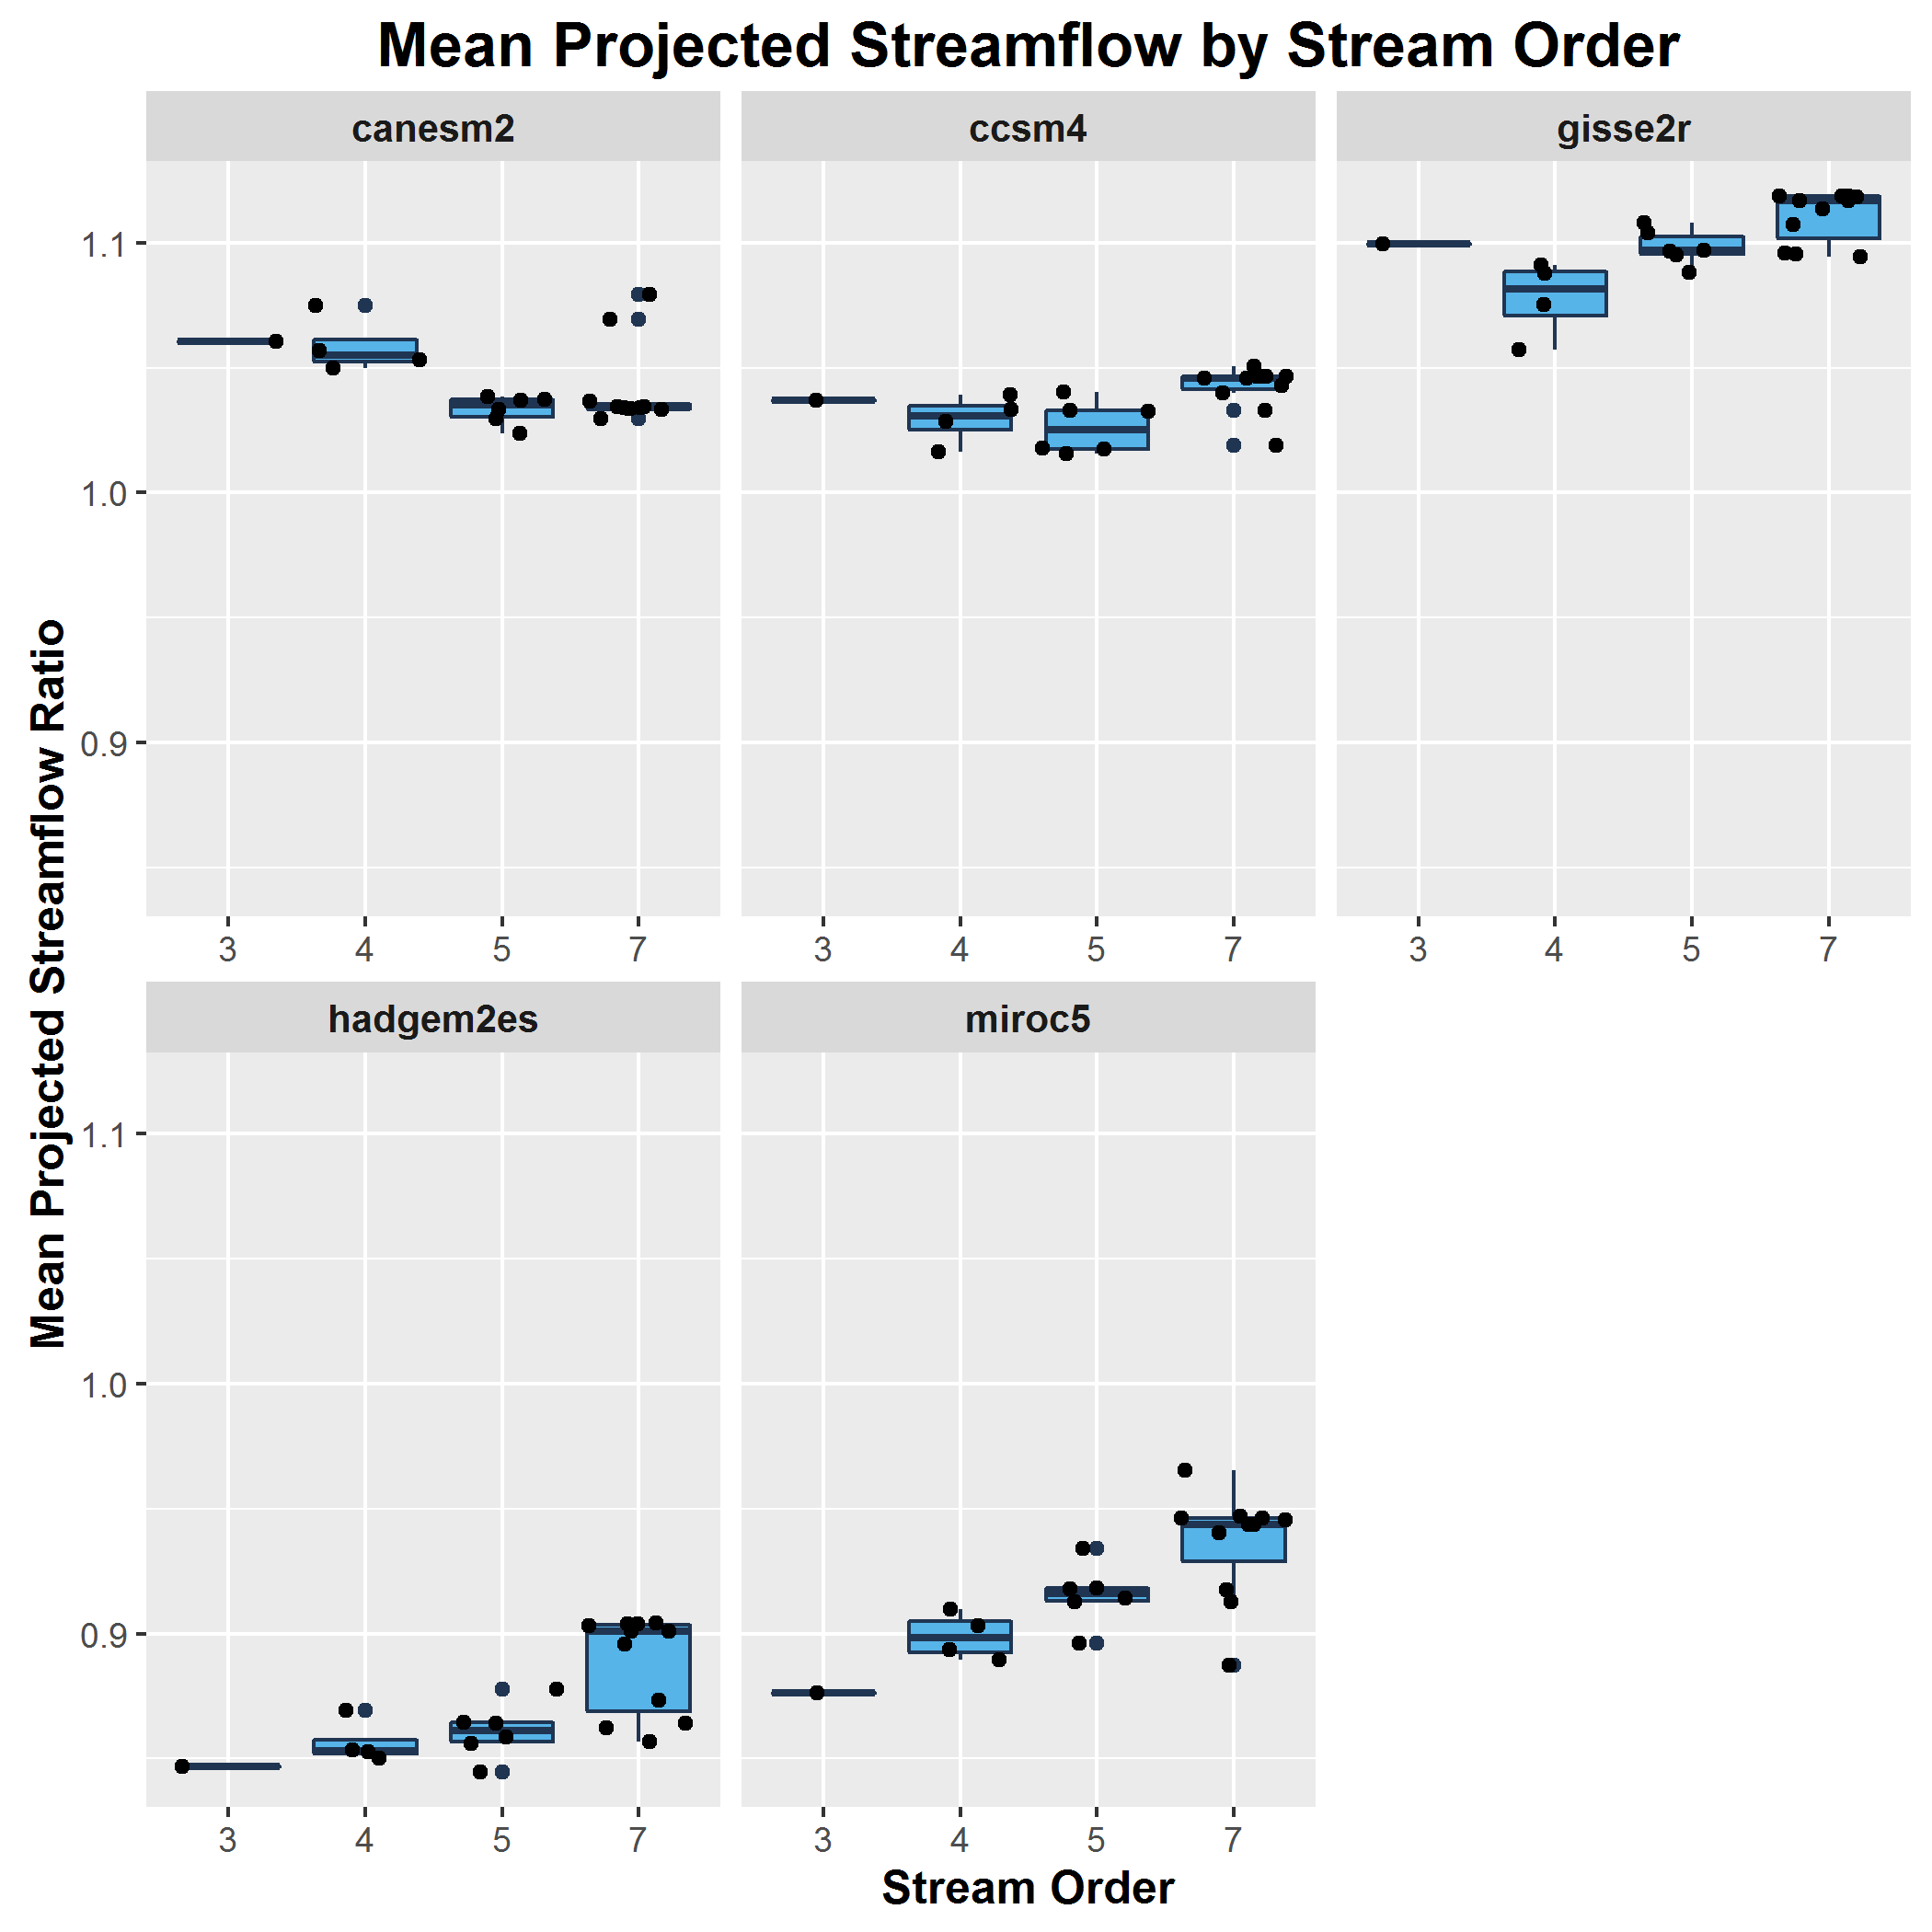 Mean Projected Streamflow by Stream Order
canesm2 ccsm4 gisse2r
1.1
1.0
0.9
3 4 5 7 3 4 5 7 3 4 5 7
Mean Projected Streamflow Ratio
hadgem2es miroc5
1.1
1.0
0.9
3 4 5 7 3 4 5 7
Stream Order